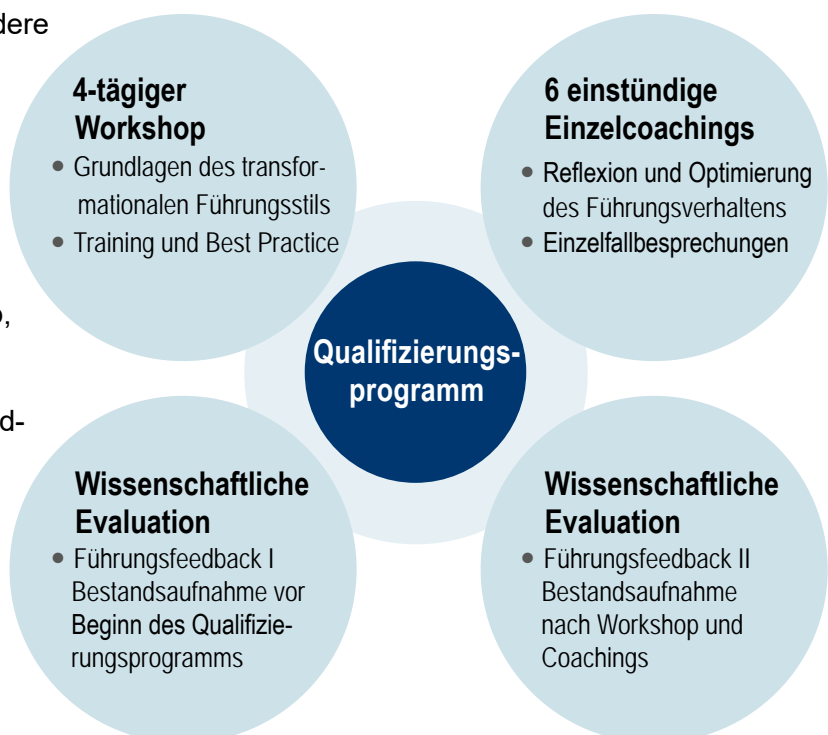 dere
o,
d-
4-tägiger
Workshop
• Grundlagen des transfor-
mationalen Führungsstils
• Training und Best Practice
6 einstündige
Einzelcoachings
• Reflexion und Optimierung
des Führungsverhaltens
• Einzelfallbesprechungen
Qualifizierungs-
programm
Wissenschaftliche
Evaluation
• Führungsfeedback I
Bestandsaufnahme vor
Beginn des Qualifizie-
rungsprogramms
Wissenschaftliche
Evaluation
• Führungsfeedback II
Bestandsaufnahme
nach Workshop und
Coachings